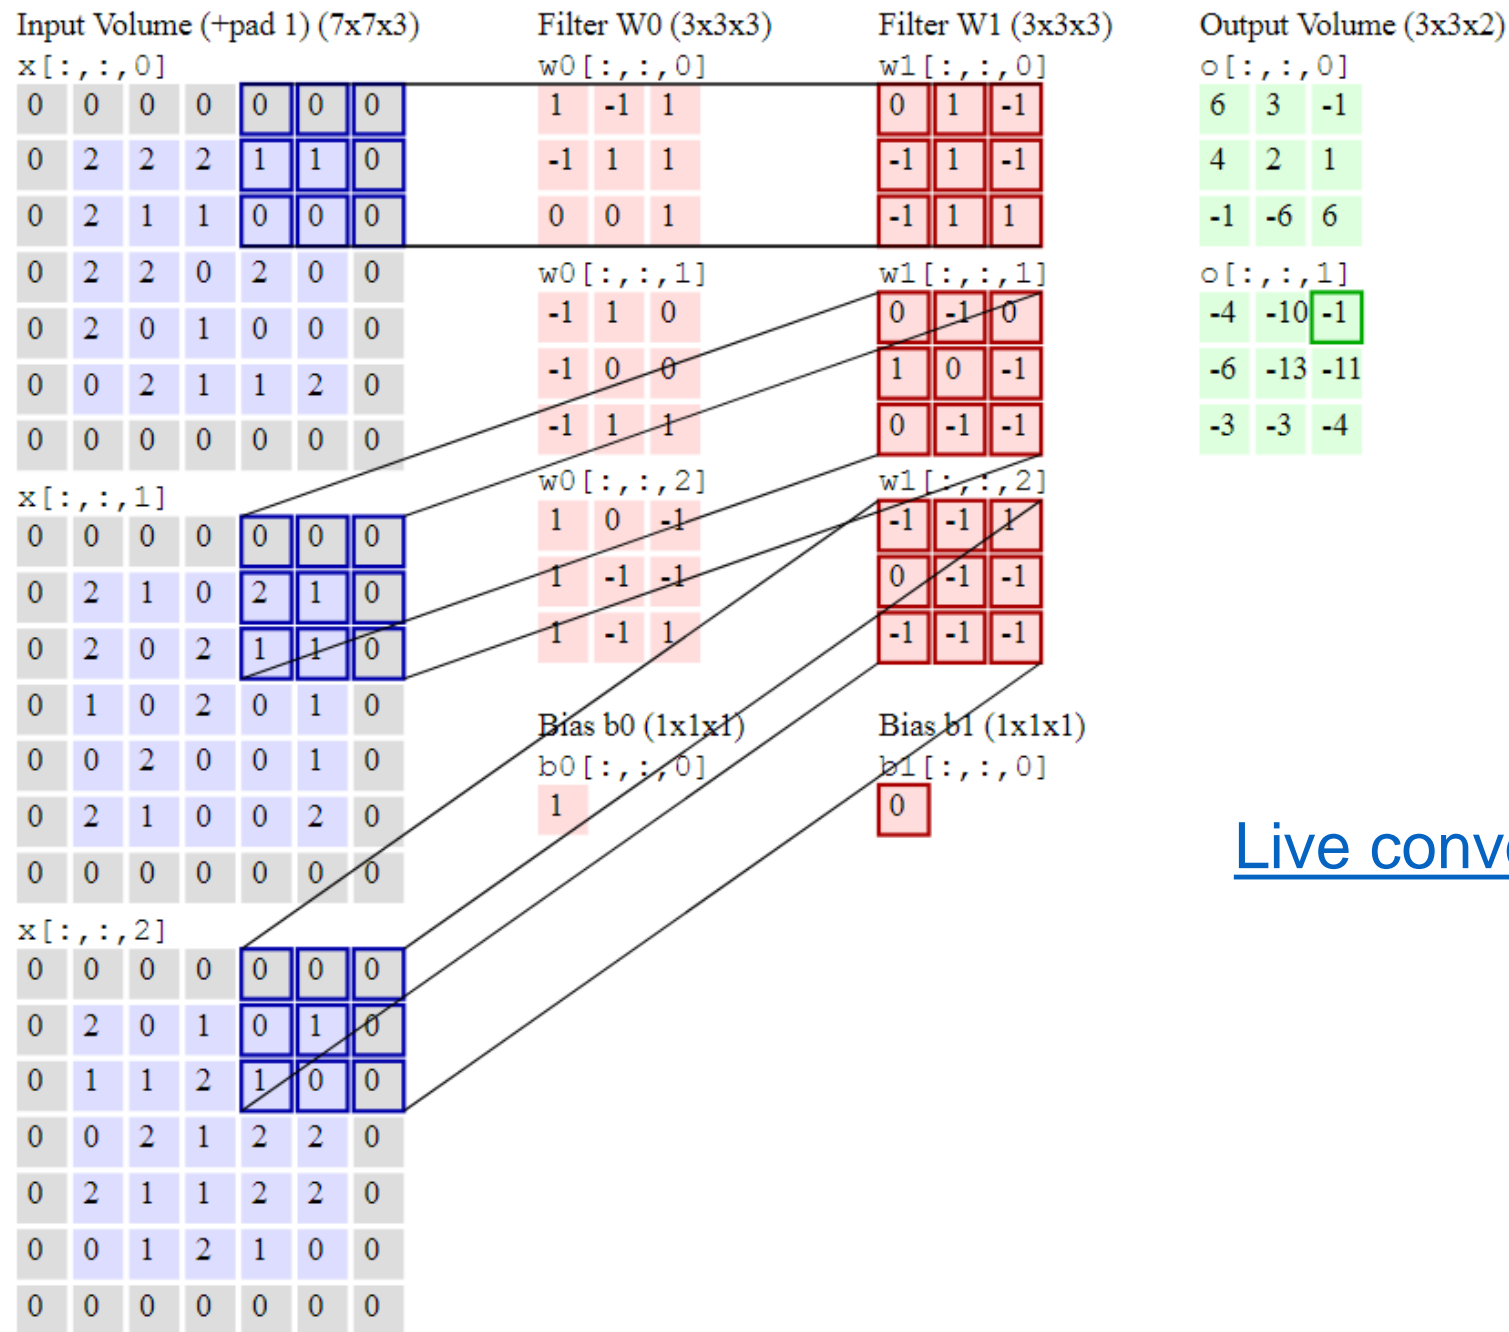 Input Volume (+pad 1) (7x7x3)
x[:,:,0]
0 0 0 0 0 0 0
0 2 2 2 1 1 0
0 2 1 1 0 0 0
0 2 2 0 2 0 0
0 2 0 1 0 0 0
0 0 2 1 1 2 0
0 0 0 0 0 0 0
x[:,:,1]
0 0 0 0 0 0 0
0 2 1 0 2 1 0
0 2 0 2 1 1 0
0 1 0 2 0 1 0
0 0 2 0 0 1 0
0 2 1 0 0 2 0
0 0 0 0 0 0 0
x[:,:,2]
0 0 0 0 0 0 0
0 2 0 1 0 1 0
0 1 1 2 1 0 0
0 0 2 1 2 2 0
0 2 1 1 2 2 0
0 0 1 2 1 0 0
0 0 0 0 0 0 0
Filter W0 (3x3x3)
w0[:,:,0]
1 -1 1
-1 1 1
0 0 1
w0[:,:,1]
-1 1 0
-1 0 0
-1 1 1
w0[:,:,2]
1 0 -1
1 -1 -1
1 -1 1
Bias b0 (1x1x1)
b0[:,:,0]
1
Filter W1 (3x3x3)
w1[:,:,0]
0 1 -1
-1 1 -1
-1 1 1
w1[:,:,1]
0 -1 0
1 0 -1
0 -1 -1
w1[:,:,2]
-1 -1 1
0 -1 -1
-1 -1 -1
Bias b1 (1x1x1)
b1[:,:,0]
0
Output Volume (3x3x2)
o[:,:,0]
6 3 -1
4 2 1
-1 -6 6
o[:,:,1]
-4 -10 -1
-6 -13 -11
-3 -3 -4
Live